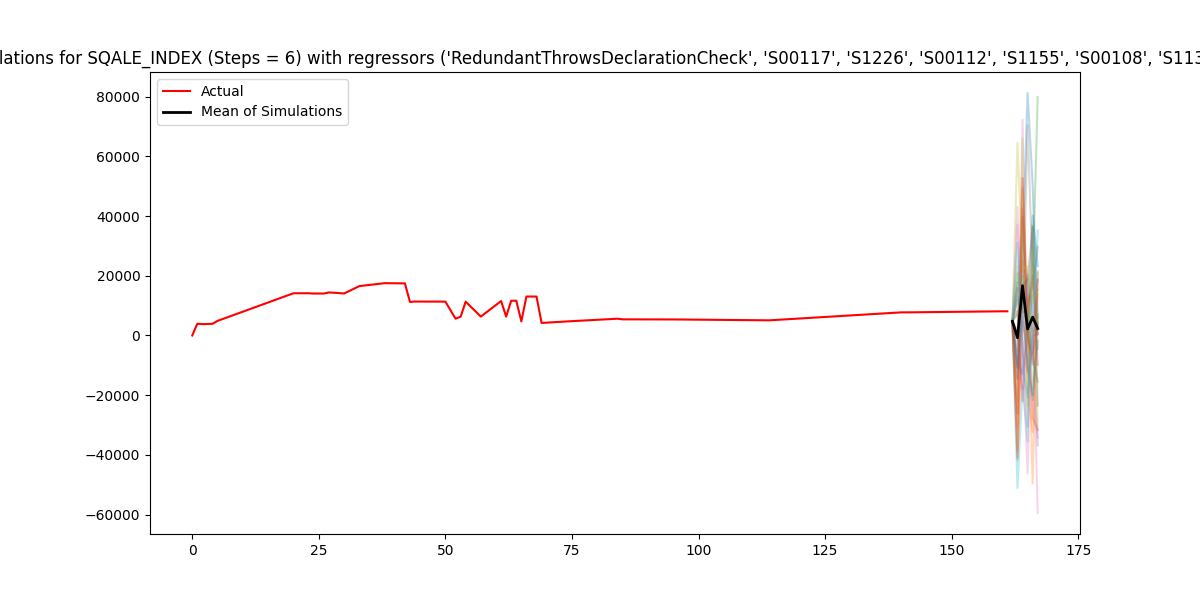 lations for SQALE_INDEX (Steps = 6) with regressors ('RedundantThrowsDeclarationCheck', 'S00117', 'S1226', 'S00112', 'S1155', 'S00108', 'S113
Actual
Mean of Simulations
80000
60000
40000
20000
0
−20000
−40000
−60000
0 25 50 75 100 125 150 175